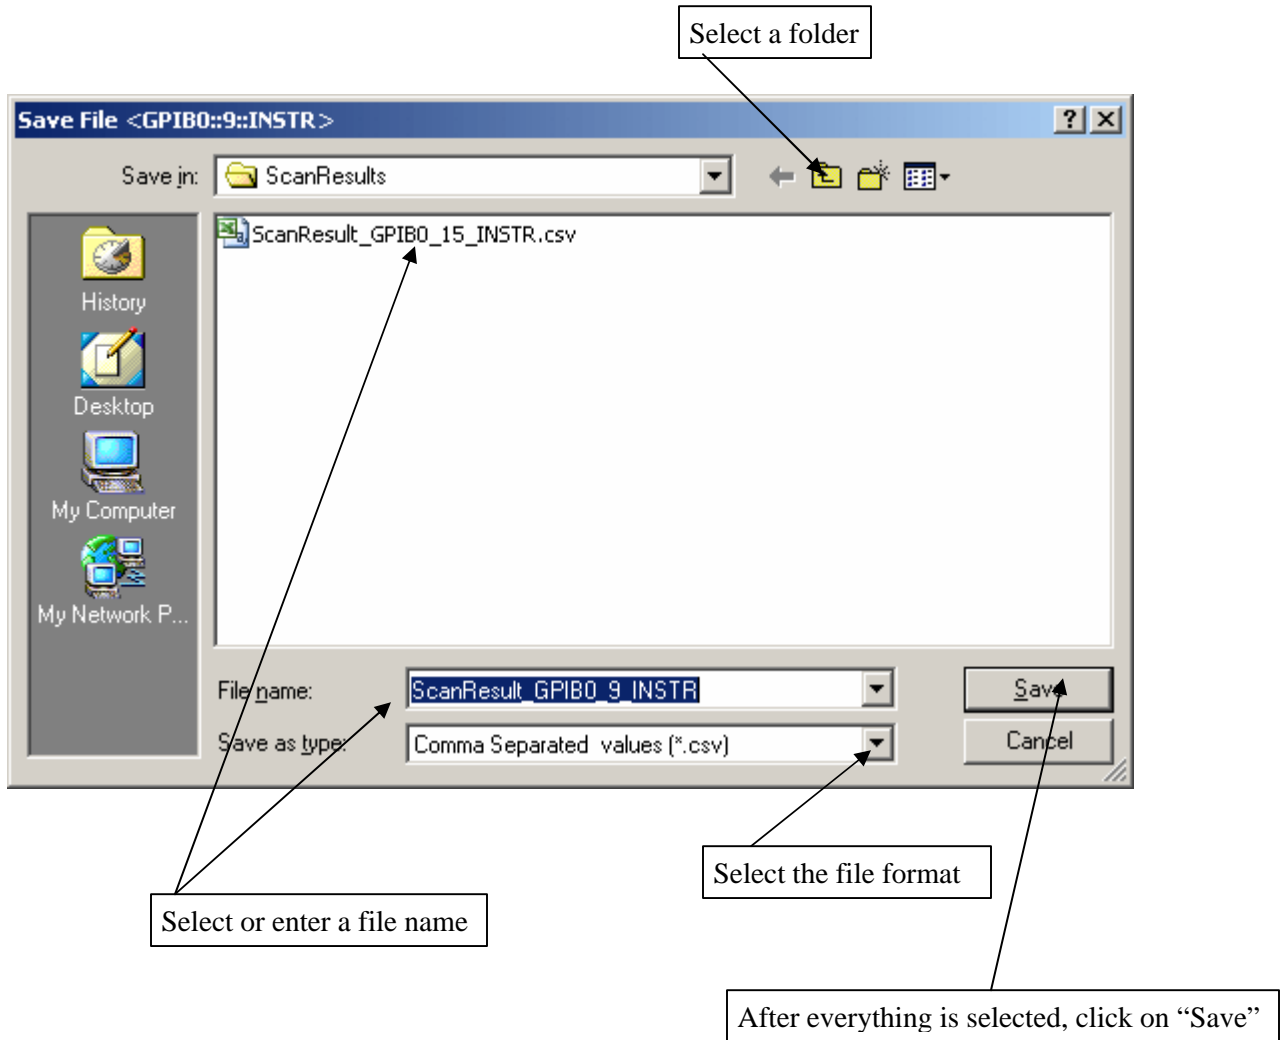 Select a folder
Save File <GPIB0::9::INSTR>
Save in:
ScanResults
ScanResult_GPIB0_15_INSTR.csv
History
Desktop
My Computer
My Network P...
File name:
ScanResult_GPIB0_9_INSTR
Save
Save as type:
Comma Separated values (*.csv)
Cancel
Select the file format
Select or enter a file name
After everything is selected, click on “Save”